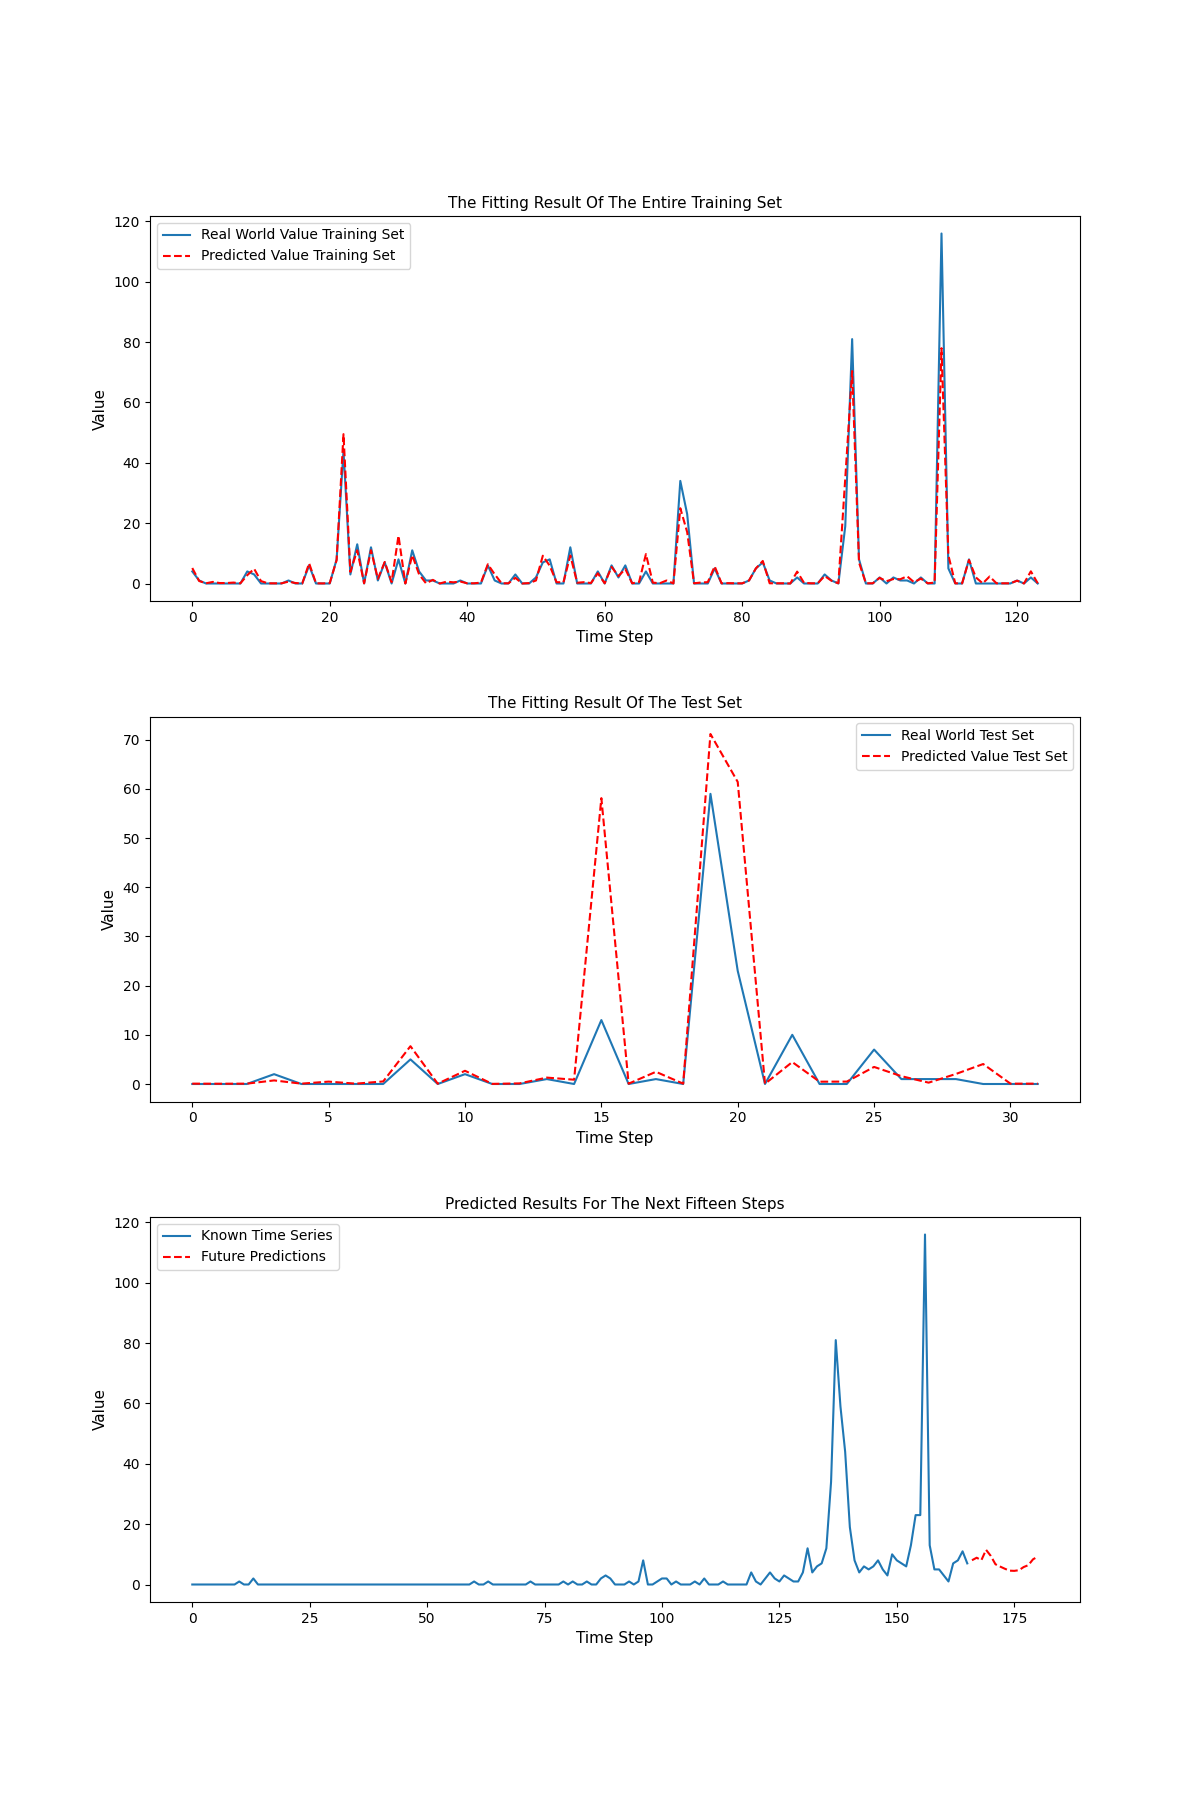 The Fitting Result Of The Entire Training Set
120
100
80
60
40
20
0
Value
Real World Value Training Set
Predicted Value Training Set
0 20 40 60 80 100 120
Time Step
The Fitting Result Of The Test Set
70
60
50
40
30
20
10
0
Value
Real World Test Set
Predicted Value Test Set
0 5 10 15 20 25 30
Time Step
Predicted Results For The Next Fifteen Steps
120
100
80
60
40
20
0
Value
Known Time Series
Future Predictions
0 25 50 75 100 125 150 175
Time Step